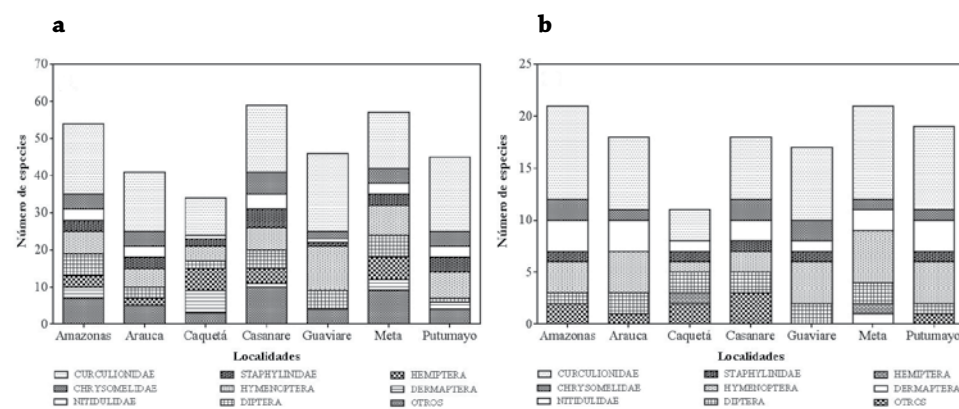 a
b
70
60
50
40
30
20
10
0
Número de especies
Amazonas Arauca Caquetá Casanare Guaviare Meta Putumayo
Localidades
CURCULIONIDAE STAPHYLINIDAE HEMIPTERA
CHRYSOMELIDAE HYMENOPTERA DERMAPTERA
NITIDULIDAE DIPTERA OTROS
25
20
15
10
5
0
Número de especies
Amazonas Arauca Caquetá Casanare Guaviare Meta Putumayo
Localidades
CURCULIONIDAE STAPHYLINIDAE HEMIPTERA
CHRYSOMELIDAE HYMENOPTERA DERMAPTERA
NITIDULIDAE DIPTERA OTROS